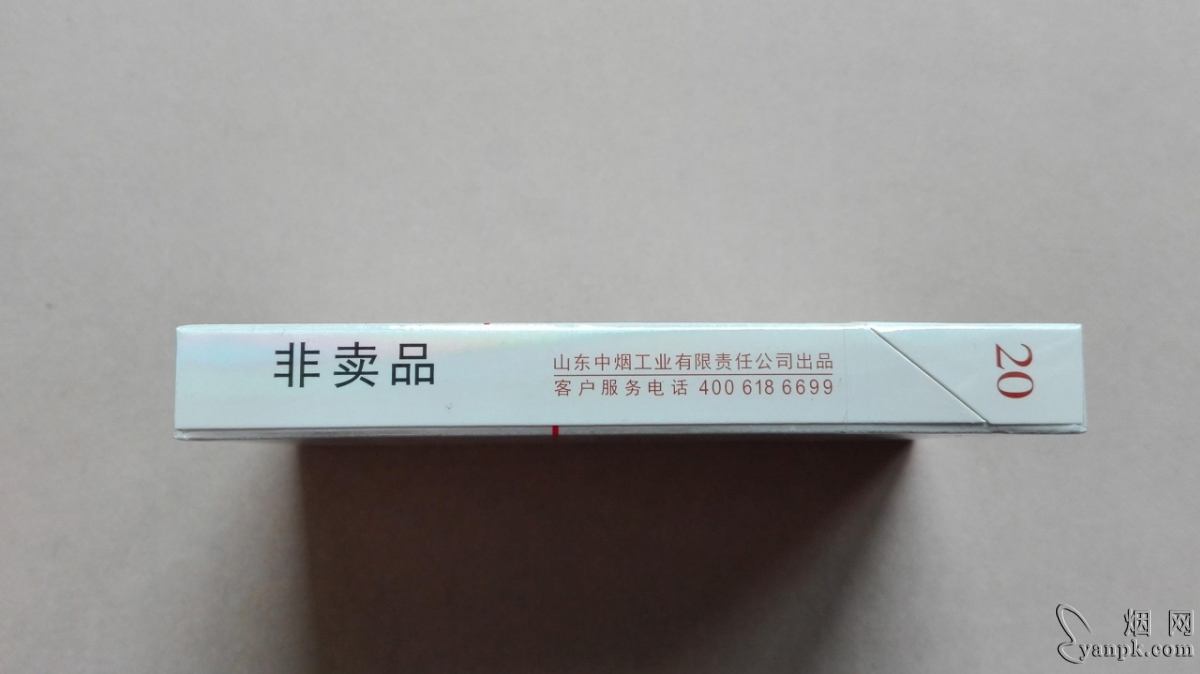 非卖品
山东中烟工业有限责任公司出品
客户服务电话 400 618 6699
20
烟网
yanpk.com